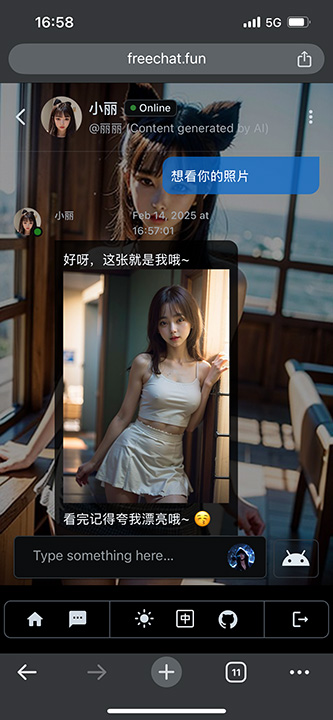 16:58
5G
71
freechat.fun
小丽
Online
@丽丽 (Content generated by AI)
想看你的照片
小丽
Feb 14, 2025 at
16:57:01
好呀，这张就是我哦~
看完记得夸我漂亮哦~ 😚
Type something here...
中
11